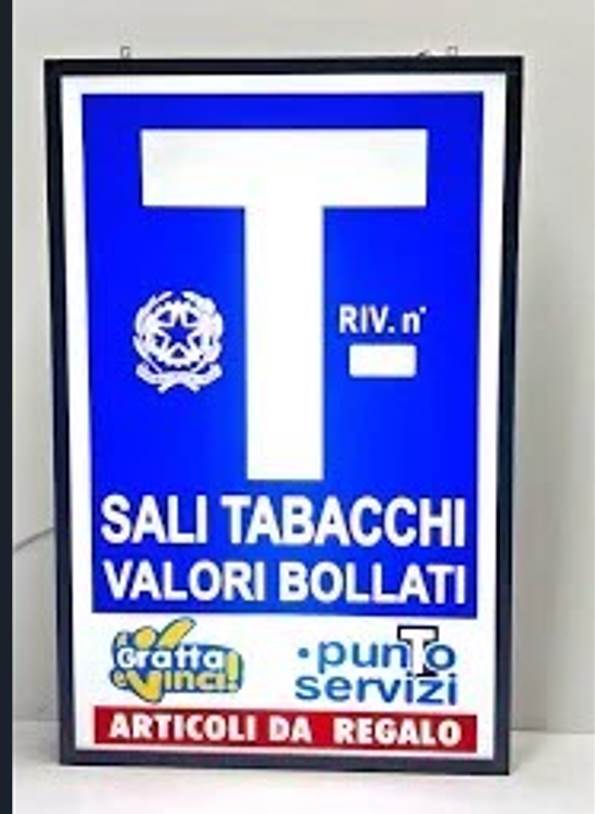 T
RIV. n°
SALI TABACCHI
VALORI BOLLATI
Gratta e Vinci!
•punTo
servizi
ARTICOLI DA REGALO